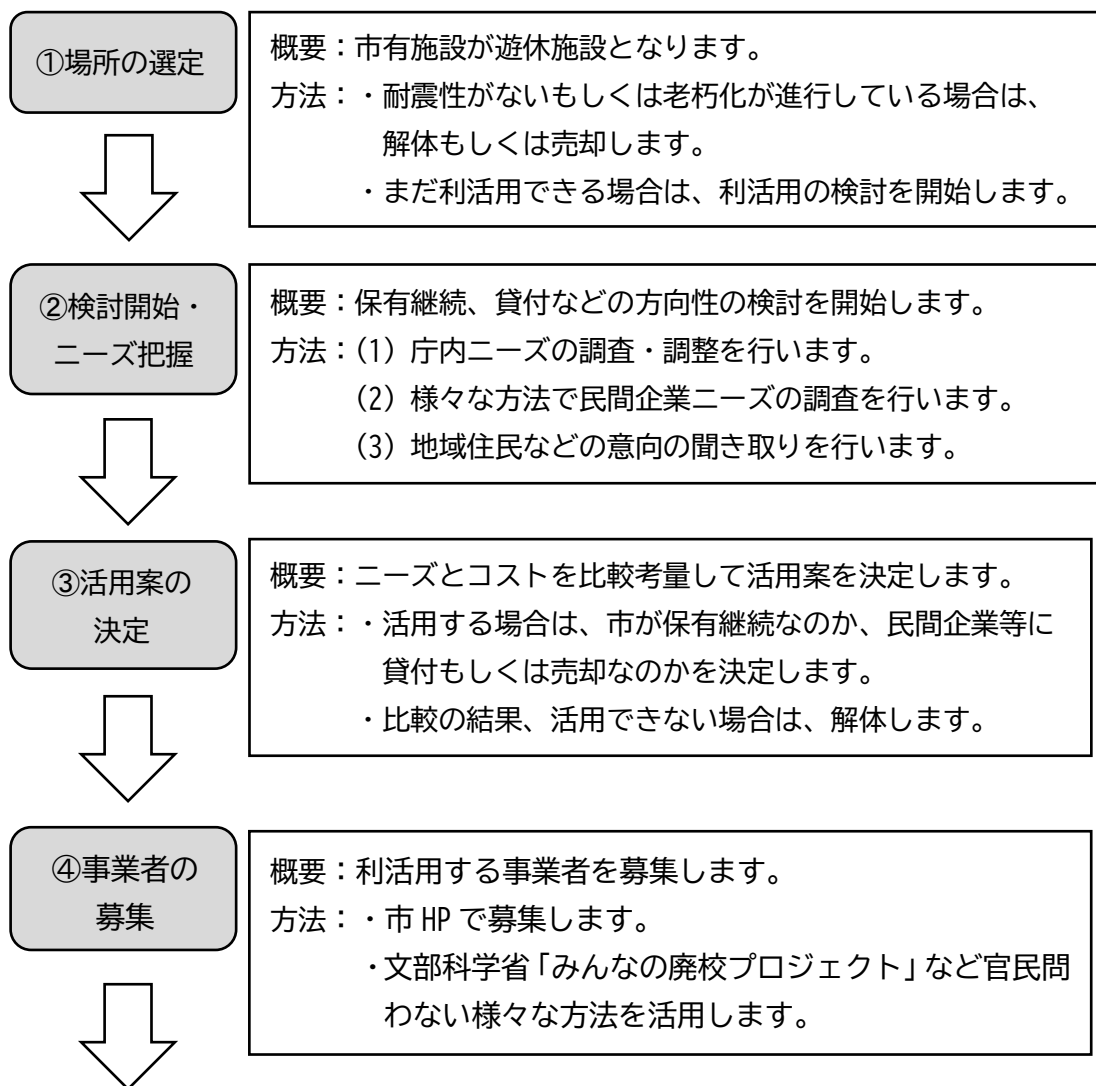 ①場所の選定
概要：市有施設が遊休施設となります。
方法：・耐震性がないもしくは老朽化が進行している場合は、
解体もしくは売却します。
・まだ利活用できる場合は、利活用の検討を開始します。
②検討開始・
ニーズ把握
概要：保有継続、貸付などの方向性の検討を開始します。
方法：(1) 庁内ニーズの調査・調整を行います。
(2) 様々な方法で民間企業ニーズの調査を行います。
(3) 地域住民などの意向の聞き取りを行います。
③活用案の
決定
概要：ニーズとコストを比較考量して活用案を決定します。
方法：・活用する場合は、市が保有継続なのか、民間企業等に
貸付もしくは売却なのかを決定します。
・比較の結果、活用できない場合は、解体します。
④事業者の
募集
概要：利活用する事業者を募集します。
方法：・市 HP で募集します。
・文部科学省「みんなの廃校プロジェクト」など官民問
わない様々な方法を活用します。